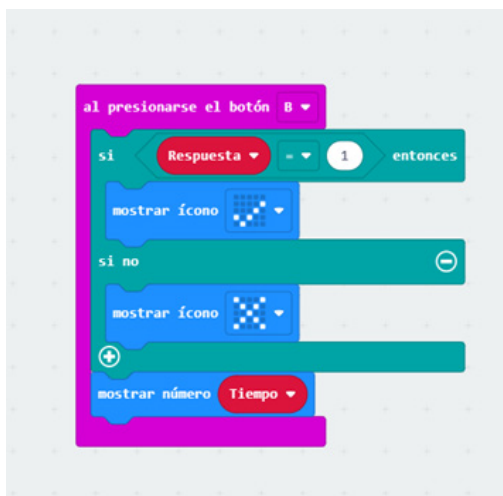 al presionarse el botón B
si Respuesta = 1 entonces
mostrar ícono
si no
mostrar ícono
mostrar número Tiempo